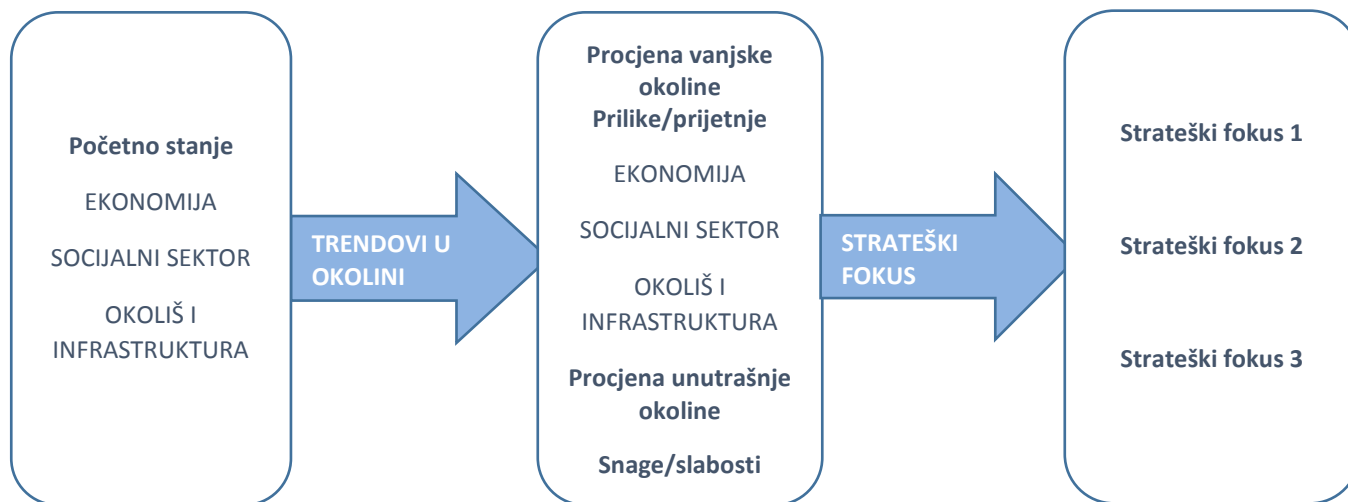 Početno stanje
EKONOMIJA
SOCIJALNI SEKTOR
OKOLIŠ I
INFRASTRUKTURA
TRENDOVI U
OKOLINI
Procjena vanjske
okoline
Prilike/prijetnje
EKONOMIJA
SOCIJALNI SEKTOR
OKOLIŠ I
INFRASTRUKTURA
Procjena unutrašnje
okoline
Snage/slabosti
STRATEŠKI
FOKUS
Strateški fokus 1
Strateški fokus 2
Strateški fokus 3